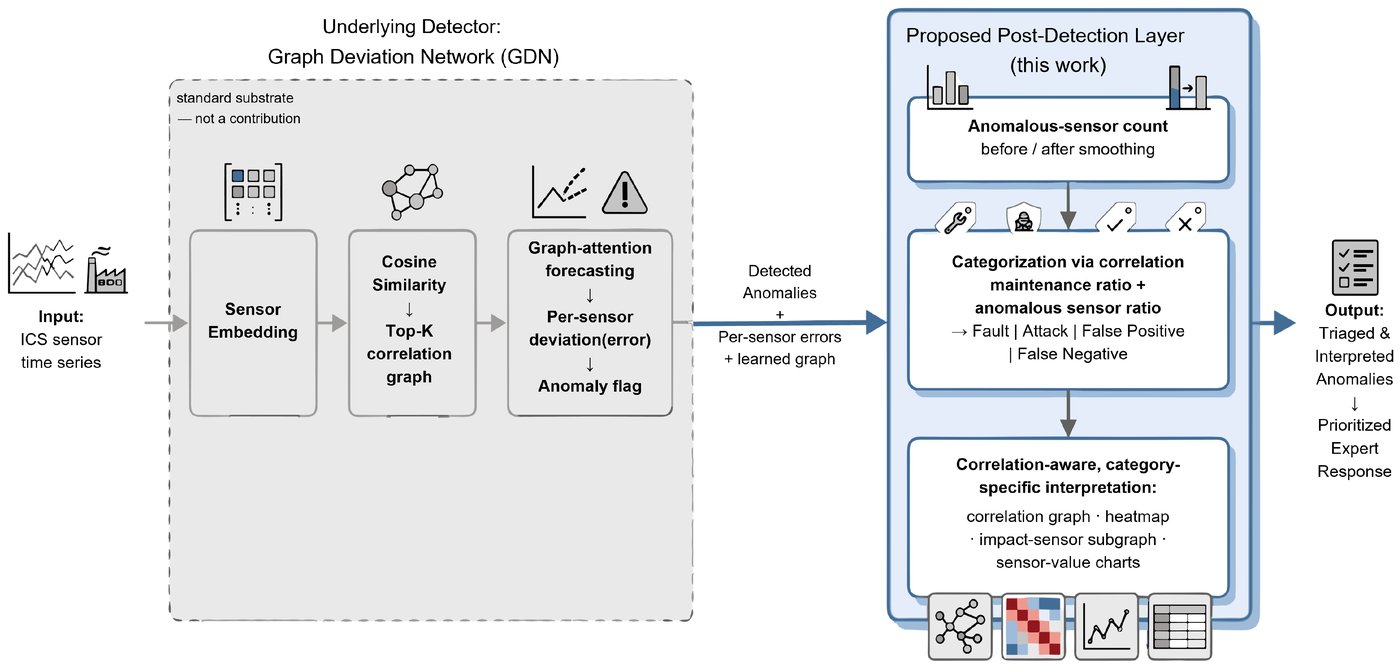 Underlying Detector:
Graph Deviation Network (GDN)
standard substrate
— not a contribution
Input:
ICS sensor
time series
Sensor
Embedding
Cosine
Similarity
↓
Top-K
correlation
graph
Graph-attention
forecasting
↓
Per-sensor
deviation(error)
↓
Anomaly flag
Detected
Anomalies
+
Per-sensor errors
+ learned graph
Proposed Post-Detection Layer
(this work)
Anomalous-sensor count
before / after smoothing
Categorization via correlation
maintenance ratio +
anomalous sensor ratio
→ Fault | Attack | False Positive
| False Negative
Correlation-aware, category-
specific interpretation:
correlation graph · heatmap
· impact-sensor subgraph ·
sensor-value charts
Output:
Triaged &
Interpreted
Anomalies
↓
Prioritized
Expert
Response